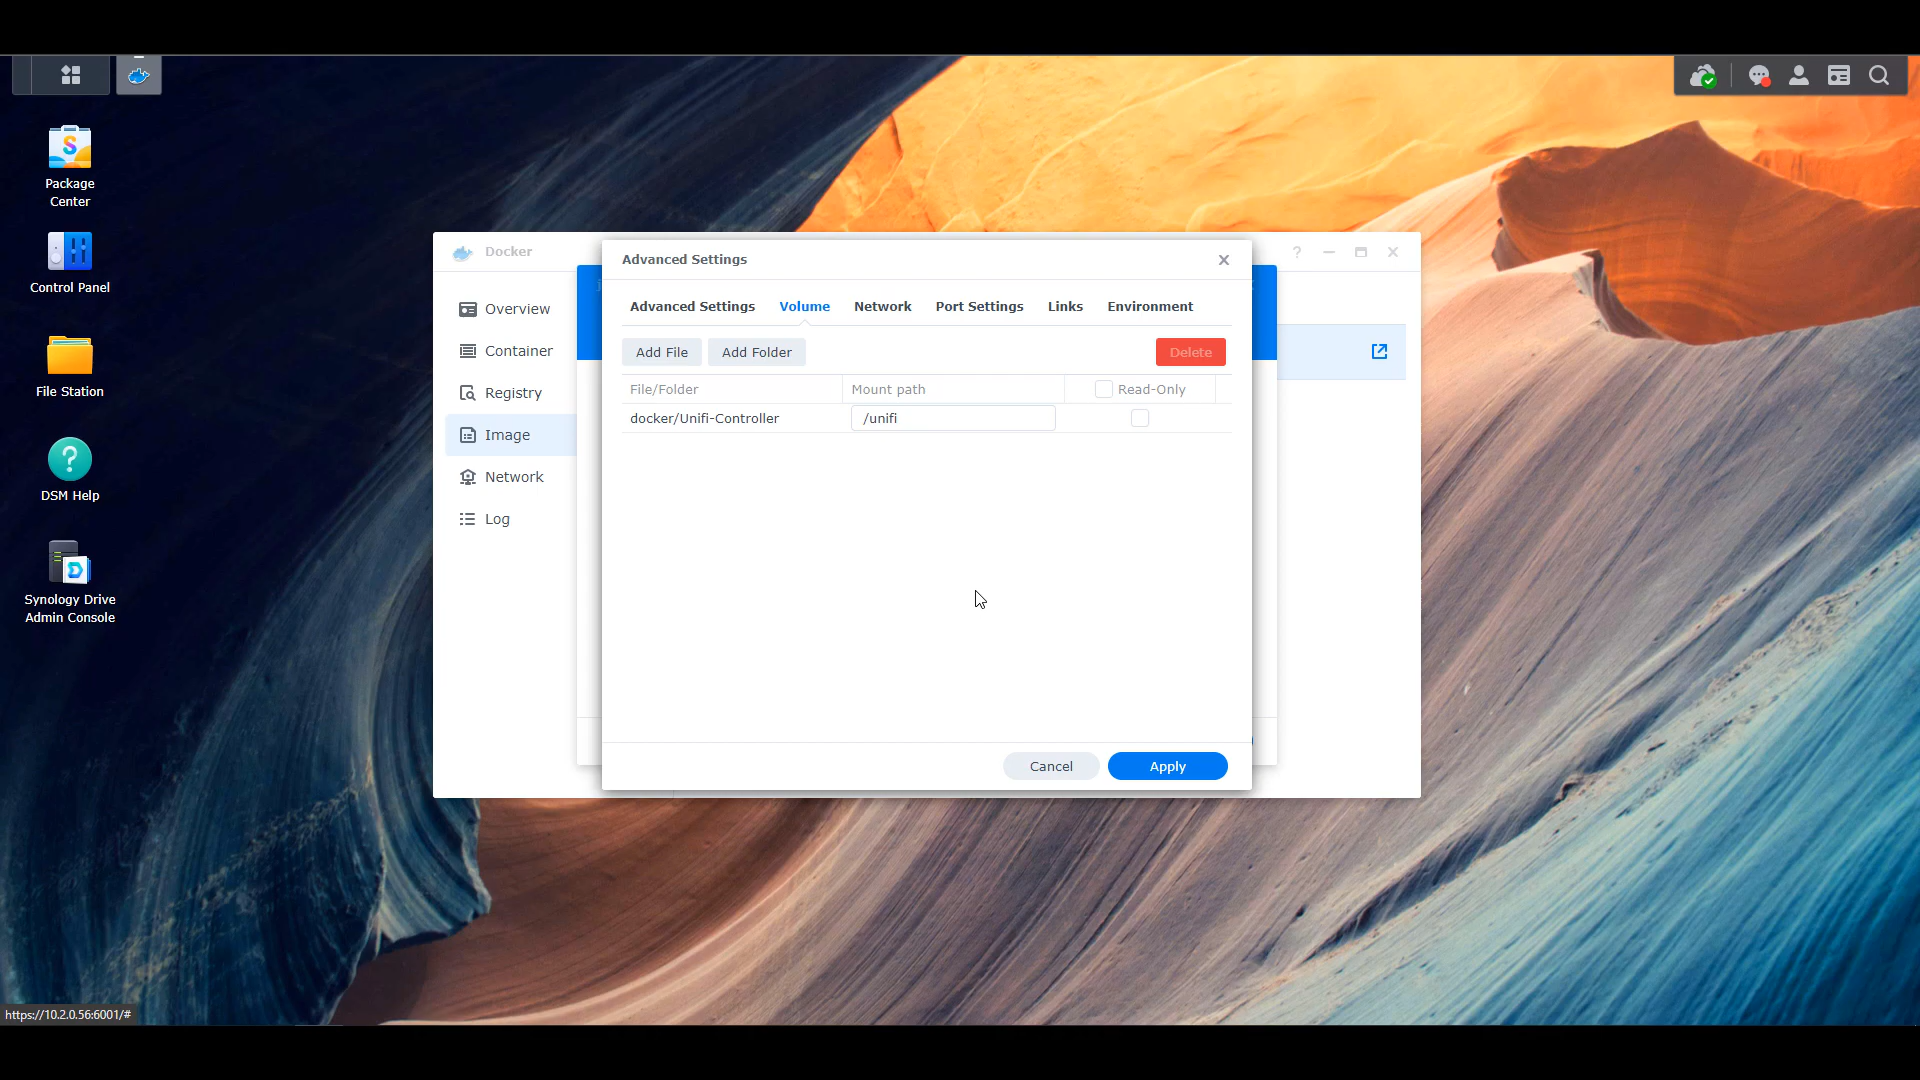 Package
Center
Control Panel
File Station
DSM Help
Synology Drive
Admin Console
Docker
Overview
Container
Registry
Image
Network
Log
Advanced Settings
Advanced Settings Volume Network Port Settings Links Environment
Add File Add Folder Delete
File/Folder Mount path Read-Only
docker/Unifi-Controller /unifi
Cancel Apply
https://10.2.0.56:6001/#